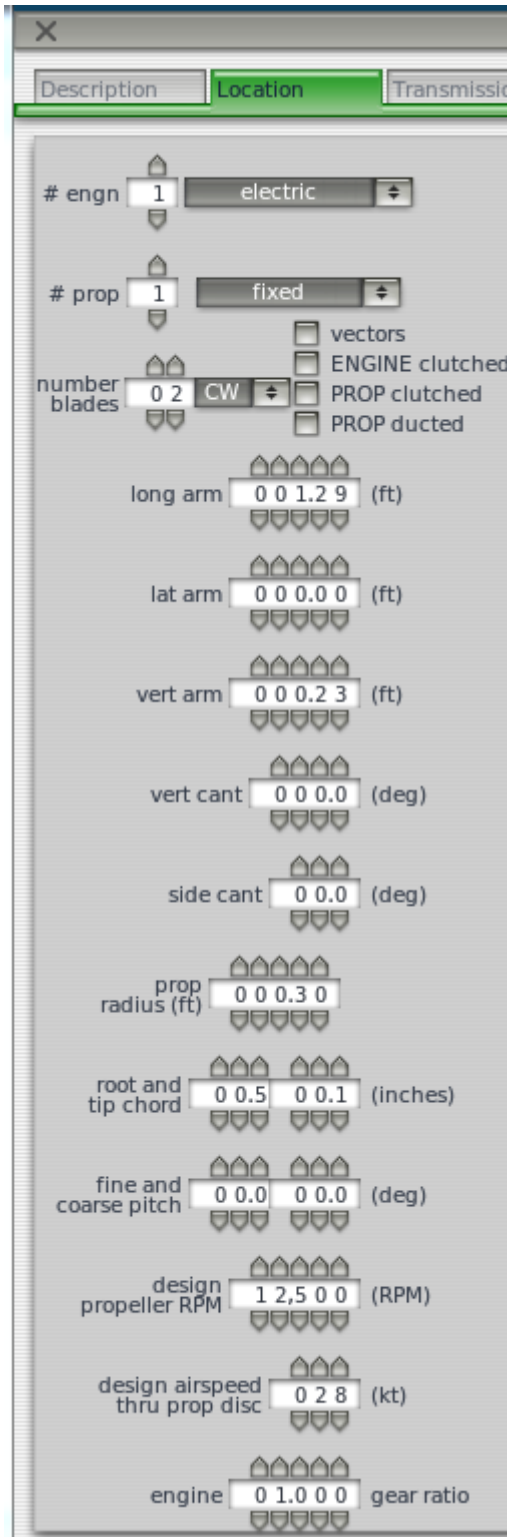 Description Location Transmissio
# engn 1 electric
# prop 1 fixed
vectors
ENGINE clutched
number blades 0 2 CW PROP clutched
PROP ducted
long arm 0 0 1.2 9 (ft)
lat arm 0 0 0.0 0 (ft)
vert arm 0 0 0.2 3 (ft)
vert cant 0 0 0.0 (deg)
side cant 0 0.0 (deg)
prop
radius (ft) 0 0 0.3 0
root and
tip chord 0 0.5 0 0.1 (inches)
fine and
coarse pitch 0 0.0 0 0.0 (deg)
design
propeller RPM 1 2,5 0 0 (RPM)
design airspeed
thru prop disc 0 2 8 (kt)
engine 0 1.0 0 0 gear ratio